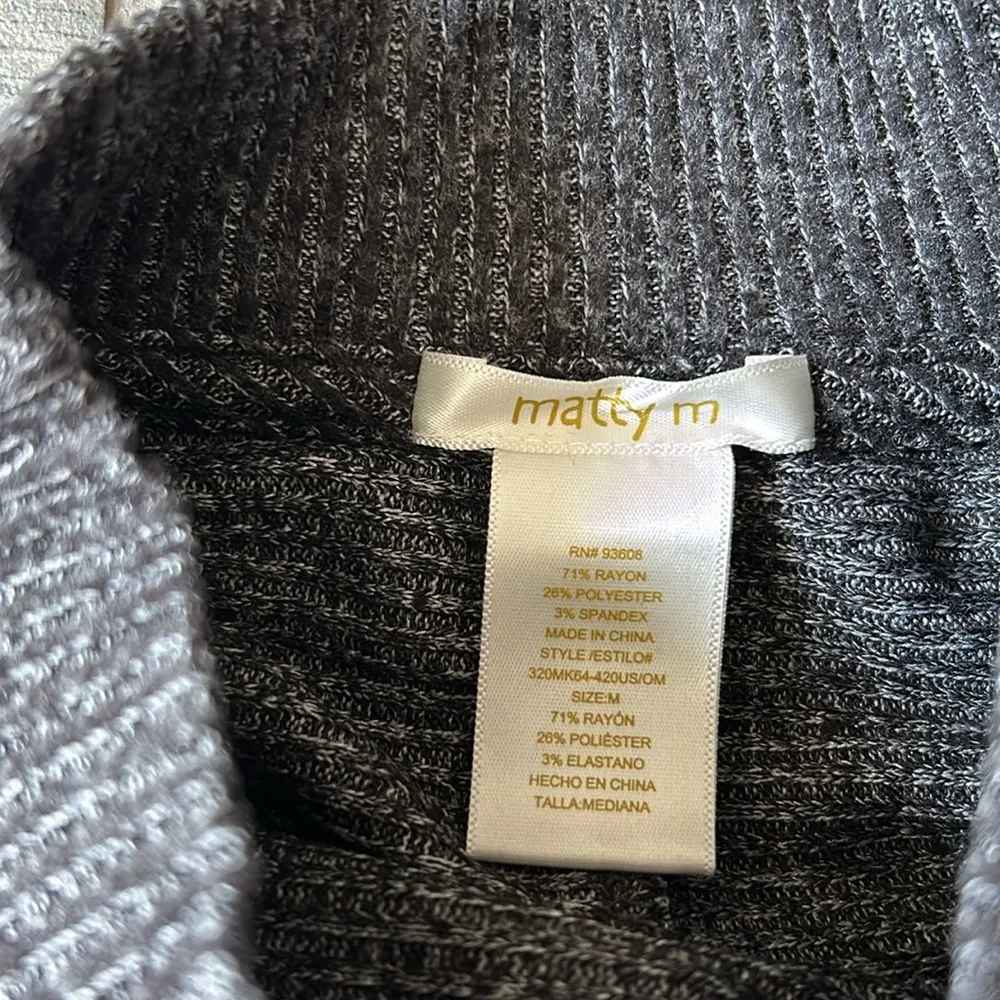 matty m
RN# 93608
71% RAYON
26% POLYESTER
3% SPANDEX
MADE IN CHINA
STYLE /ESTILO#
320MK64-420US/OM
SIZE:M
71% RAYÓN
26% POLIÉSTER
3% ELASTANO
HECHO EN CHINA
TALLA:MEDIANA